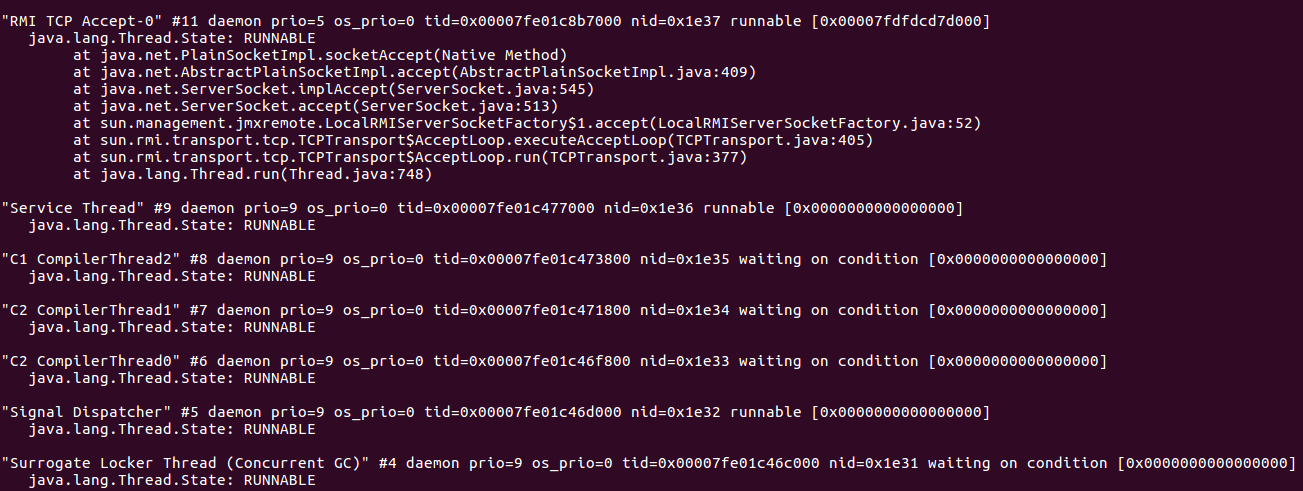 "RMI TCP Accept-0" #11 daemon prio=5 os_prio=0 tid=0x00007fe01c8b7000 nid=0x1e37 runnable [0x00007fdfdcd7d000]
java.lang.Thread.State: RUNNABLE
at java.net.PlainSocketImpl.socketAccept(Native Method)
at java.net.AbstractPlainSocketImpl.accept(AbstractPlainSocketImpl.java:409)
at java.net.ServerSocket.implAccept(ServerSocket.java:545)
at java.net.ServerSocket.accept(ServerSocket.java:513)
at sun.management.jmxremote.LocalRMIServerSocketFactory$1.accept(LocalRMIServerSocketFactory.java:52)
at sun.rmi.transport.tcp.TCPTransport$AcceptLoop.executeAcceptLoop(TCPTransport.java:405)
at sun.rmi.transport.tcp.TCPTransport$AcceptLoop.run(TCPTransport.java:377)
at java.lang.Thread.run(Thread.java:748)
"Service Thread" #9 daemon prio=9 os_prio=0 tid=0x00007fe01c477000 nid=0x1e36 runnable [0x0000000000000000]
java.lang.Thread.State: RUNNABLE
"C1 CompilerThread2" #8 daemon prio=9 os_prio=0 tid=0x00007fe01c473800 nid=0x1e35 waiting on condition [0x0000000000000000]
java.lang.Thread.State: RUNNABLE
"C2 CompilerThread1" #7 daemon prio=9 os_prio=0 tid=0x00007fe01c471800 nid=0x1e34 waiting on condition [0x0000000000000000]
java.lang.Thread.State: RUNNABLE
"C2 CompilerThread0" #6 daemon prio=9 os_prio=0 tid=0x00007fe01c46f800 nid=0x1e33 waiting on condition [0x0000000000000000]
java.lang.Thread.State: RUNNABLE
"Signal Dispatcher" #5 daemon prio=9 os_prio=0 tid=0x00007fe01c46d000 nid=0x1e32 runnable [0x0000000000000000]
java.lang.Thread.State: RUNNABLE
"Surrogate Locker Thread (Concurrent GC)" #4 daemon prio=9 os_prio=0 tid=0x00007fe01c46c000 nid=0x1e31 waiting on condition [0x0000000000000000]
java.lang.Thread.State: RUNNABLE